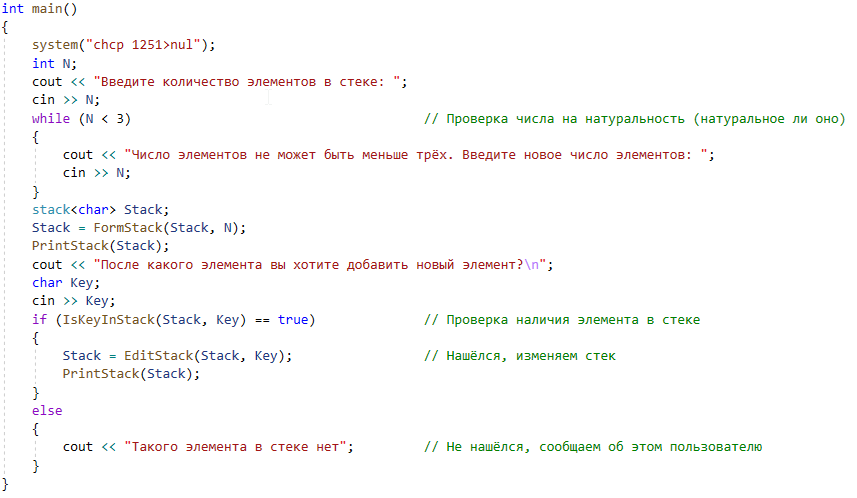 int main()
{
    system("chcp 1251>nul");
    int N;
    cout << "Введите количество элементов в стеке: ";
    cin >> N;
    while (N < 3)                                      // Проверка числа на натуральность (натуральное ли оно)
    {
        cout << "Число элементов не может быть меньше трёх. Введите новое число элементов: ";
        cin >> N;
    }
    stack<char> Stack;
    Stack = FormStack(Stack, N);
    PrintStack(Stack);
    cout << "После какого элемента вы хотите добавить новый элемент?\n";
    char Key;
    cin >> Key;
    if (IsKeyInStack(Stack, Key) == true)              // Проверка наличия элемента в стеке
    {
        Stack = EditStack(Stack, Key);                 // Нашёлся, изменяем стек
        PrintStack(Stack);
    }
    else
    {
        cout << "Такого элемента в стеке нет";         // Не нашёлся, сообщаем об этом пользователю
    }
}